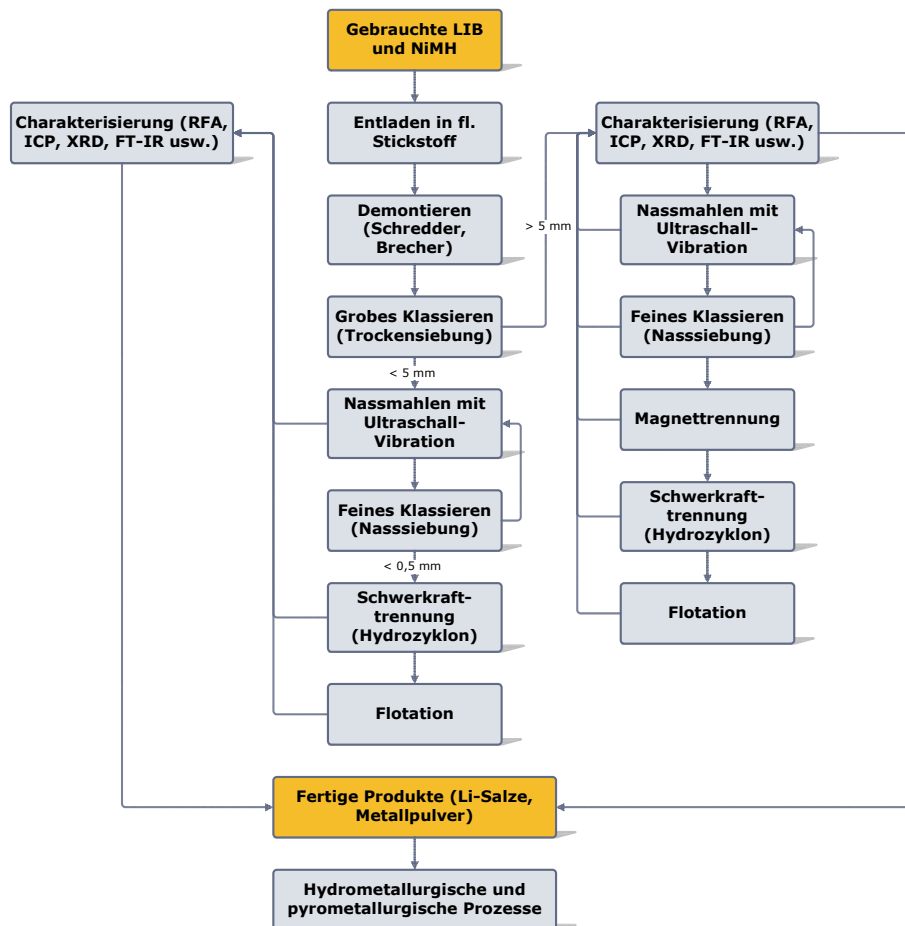 Gebrauchte LIB
und NiMH
Charakterisierung (RFA,
ICP, XRD, FT-IR usw.)
Entladen in fl.
Stickstoff
Charakterisierung (RFA,
ICP, XRD, FT-IR usw.)
Demontieren
(Schredder,
Brecher)
> 5 mm
Nassmahlen mit
Ultraschall-
Vibration
Grobes Klassieren
(Trockensiebung)
Feines Klassieren
(Nasssiebung)
< 5 mm
Nassmahlen mit
Ultraschall-
Vibration
Magnettrennung
Feines Klassieren
(Nasssiebung)
Schwerkraft-
trennung
(Hydrozyklon)
< 0,5 mm
Schwerkraft-
trennung
(Hydrozyklon)
Flotation
Flotation
Fertige Produkte (Li-Salze,
Metallpulver)
Hydrometallurgische und
pyrometallurgische Prozesse